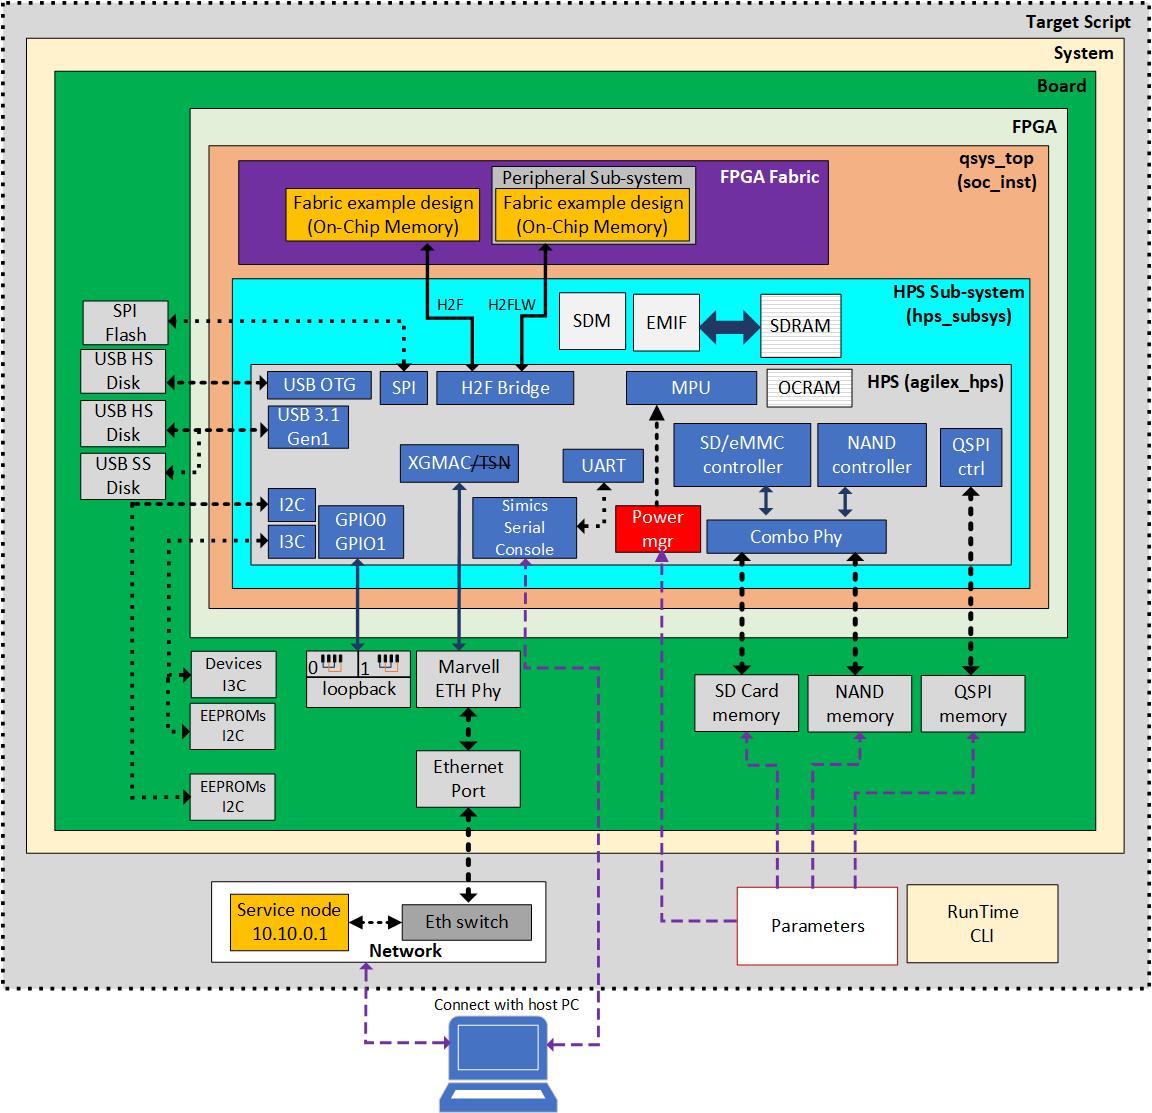 Target Script
System
Board
FPGA
qsys_top
(soc_inst)
FPGA Fabric
Peripheral Sub-system
Fabric example design
(On-Chip Memory)
Fabric example design
(On-Chip Memory)
H2F
H2FLW
HPS Sub-system
(hps_subsys)
SDM
EMIF
SDRAM
SPI
Flash
USB HS
Disk
USB HS
Disk
USB SS
Disk
HPS (agilex_hps)
USB OTG
SPI
H2F Bridge
MPU
OCRAM
USB 3.1
Gen1
XGMAC/TSN
UART
SD/eMMC
controller
NAND
controller
QSPI
ctrl
I2C
I3C
GPIO0
GPIO1
Simics
Serial
Console
Power
mgr
Combo Phy
Devices
I3C
EEPROMs
I2C
EEPROMs
I2C
0
1
loopback
Marvell
ETH Phy
Ethernet
Port
SD Card
memory
NAND
memory
QSPI
memory
Service node
10.10.0.1
Eth switch
Network
Parameters
RunTime
CLI
Connect with host PC